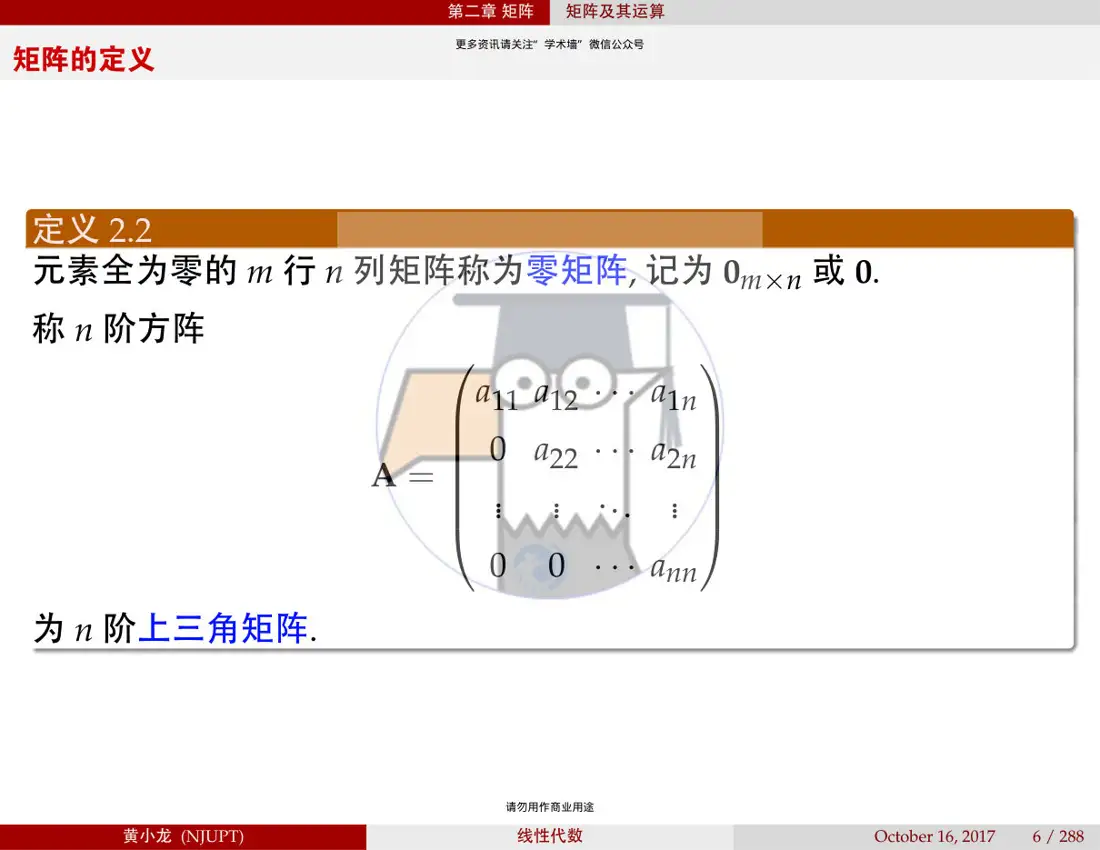 第二章 矩阵 矩阵及其运算
更多资讯请关注“学术墙”微信公众号
矩阵的定义
定义 2.2
元素全为零的 m 行 n 列矩阵称为零矩阵, 记为 0m×n 或 0.
称 n 阶方阵
a11 a12 ··· a1n
0 a22 ··· a2n
A =
⋮ ⋮ ⋱ ⋮
0 0 ··· ann
为 n 阶上三角矩阵.
请勿用作商业用途
黄小龙 (NJUPT) 线性代数 October 16, 2017 6 / 288